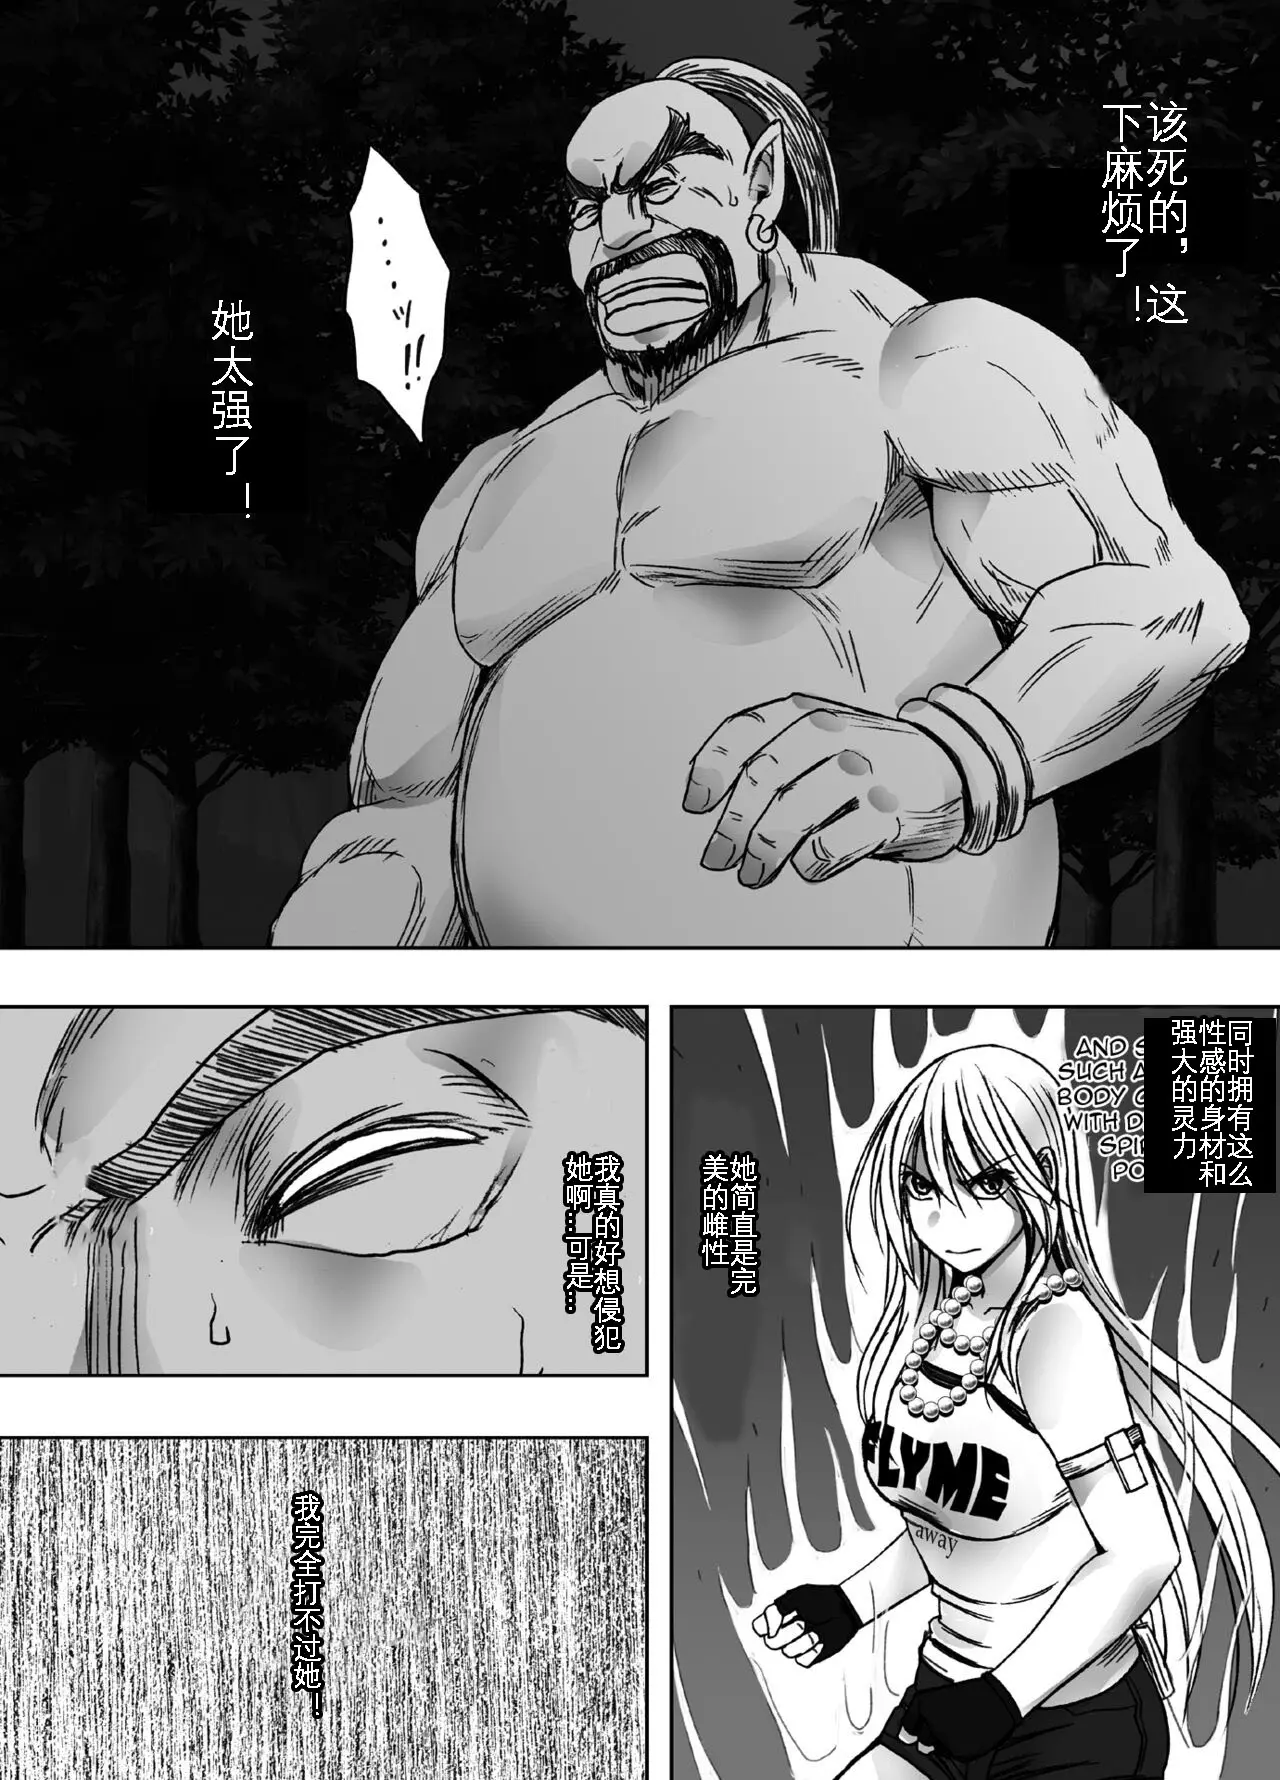 该死的，这
下麻烦了！
……ッ!!
她太强了！
同时拥有这么
性感的身材和
强大的灵力
AND S
SUCH A
BODY
WITH D
SPI
PO
她简直是完
美的雌性
FLYME
away
我真的好想侵犯
她啊…可是…
我完全打不过她！